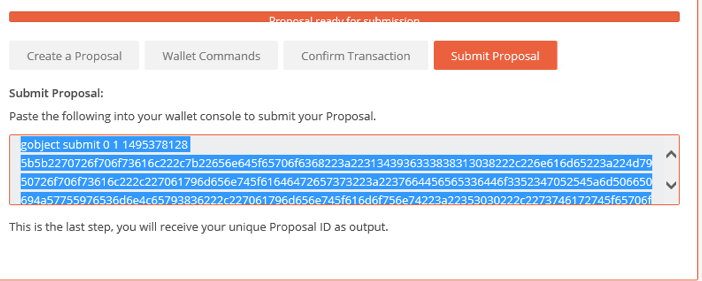 Proposal ready for submission
Create a Proposal
Wallet Commands
Confirm Transaction
Submit Proposal
Submit Proposal:
Paste the following into your wallet console to submit your Proposal.
gobject submit 0 1 1495378128
5b5b2270726f706f73616c222c7b22656e645f65706f6368223a2231343936333838313038222c226e616d65223a224d79
50726f706f73616c222c227061796d656e745f61646472657373223a2237664456565336446f3352347052545a6d506650
694a57755976536d6e4c65793836222c227061796d656e745f616d6f756e74223a22353030222c2273746172745f65706f
This is the last step, you will receive your unique Proposal ID as output.